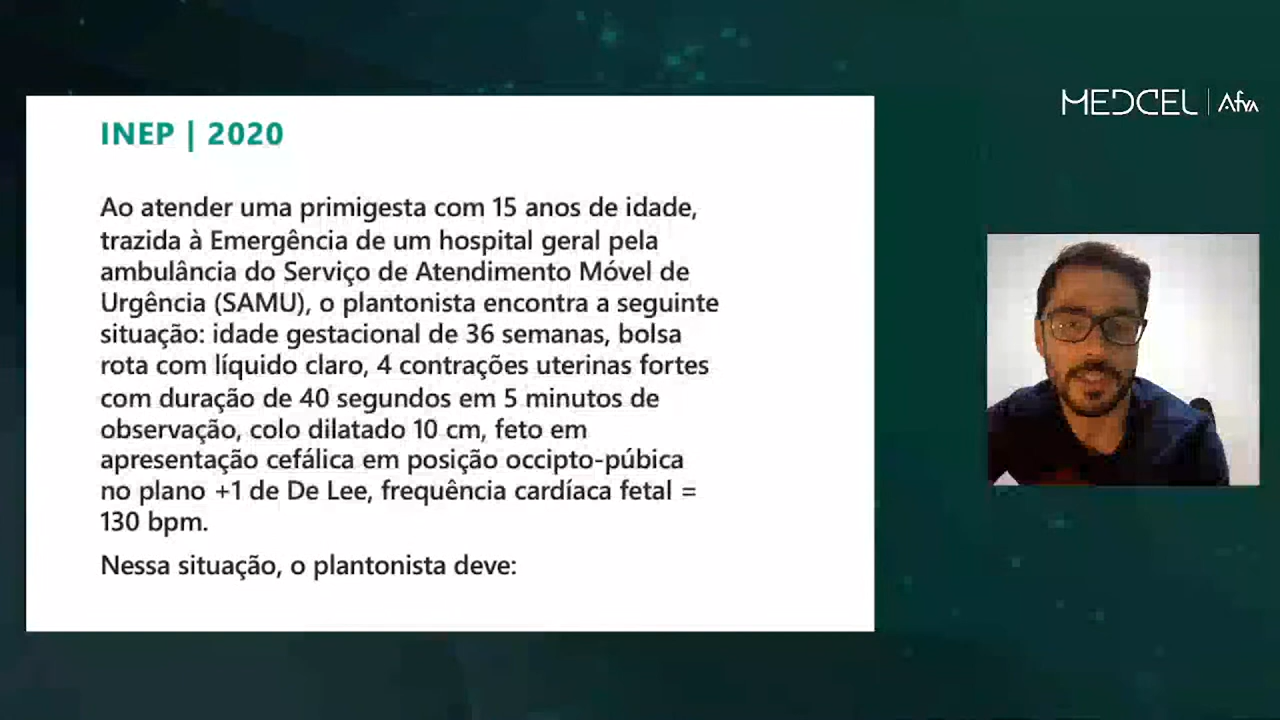 INEP | 2020
MEDCEL | Afya
Ao atender uma primigesta com 15 anos de idade,
trazida à Emergência de um hospital geral pela
ambulância do Serviço de Atendimento Móvel de
Urgência (SAMU), o plantonista encontra a seguinte
situação: idade gestacional de 36 semanas, bolsa
rota com líquido claro, 4 contrações uterinas fortes
com duração de 40 segundos em 5 minutos de
observação, colo dilatado 10 cm, feto em
apresentação cefálica em posição occipto-púbica
no plano +1 de De Lee, frequência cardíaca fetal =
130 bpm.
Nessa situação, o plantonista deve: